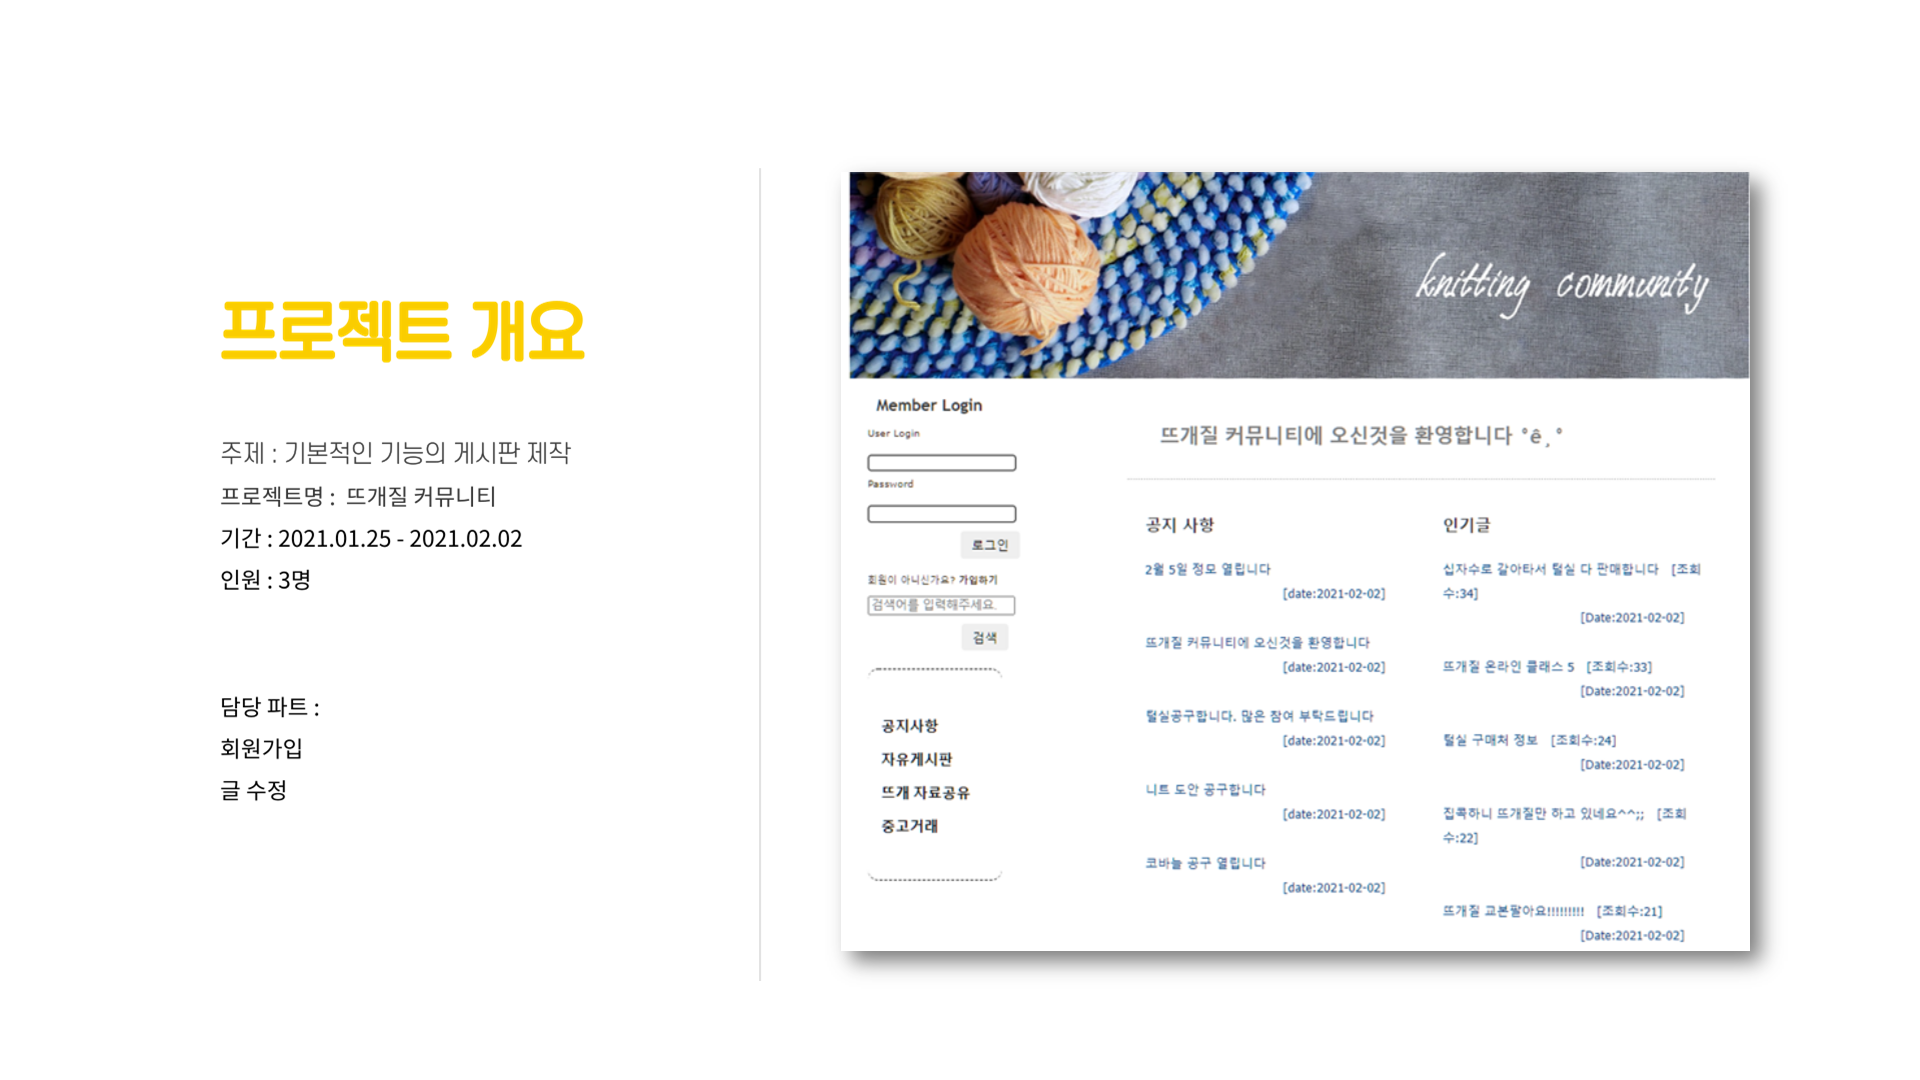 프로젝트 개요
주제 : 기본적인 기능의 게시판 제작
프로젝트명 : 뜨개질 커뮤니티
기간 : 2021.01.25 - 2021.02.02
인원 : 3명
담당 파트 :
회원가입
글 수정
knitting community
Member Login
User Login
Password
로그인
회원이 아니신가요? 가입하기
검색어를 입력해주세요.
검색
공지사항
자유게시판
뜨개 자료공유
중고거래
뜨개질 커뮤니티에 오신것을 환영합니다 °ê¸°
공지 사항
2월 5일 정모 열립니다
[date:2021-02-02]
뜨개질 커뮤니티에 오신것을 환영합니다
[date:2021-02-02]
털실공구합니다. 많은 참여 부탁드립니다
[date:2021-02-02]
니트 도안 공구합니다
[date:2021-02-02]
코바늘 공구 열립니다
[date:2021-02-02]
인기글
십자수로 갈아타서 털실 다 판매합니다 [조회
수:34]
[Date:2021-02-02]
뜨개질 온라인 클래스 5 [조회수:33]
[Date:2021-02-02]
털실 구매처 정보 [조회수:24]
[Date:2021-02-02]
집콕하니 뜨개질만 하고 있네요^^;; [조회
수:22]
[Date:2021-02-02]
뜨개질 교본팔아요!!!!!!!!! [조회수:21]
[Date:2021-02-02]